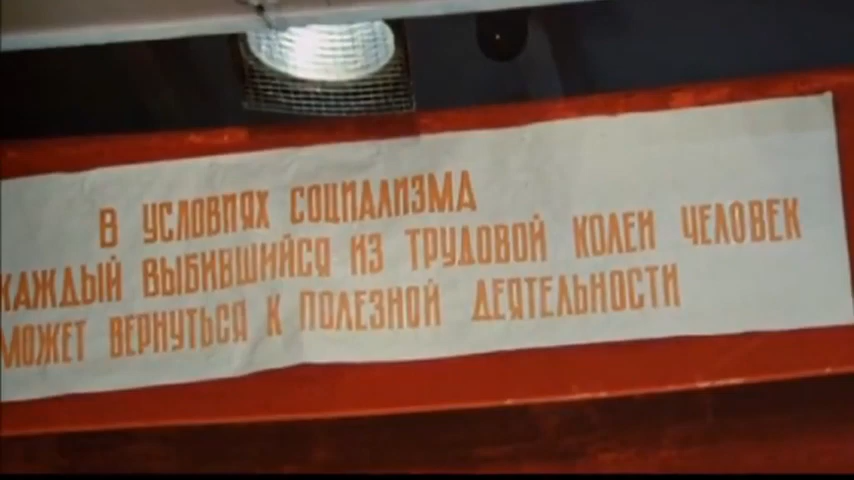 В УСЛОВИЯХ СОЦИАЛИЗМА
КАЖДЫЙ ВЫБИВШИЙСЯ ИЗ ТРУДОВОЙ КОЛЕИ ЧЕЛОВЕК
МОЖЕТ ВЕРНУТЬСЯ К ПОЛЕЗНОЙ ДЕЯТЕЛЬНОСТИ